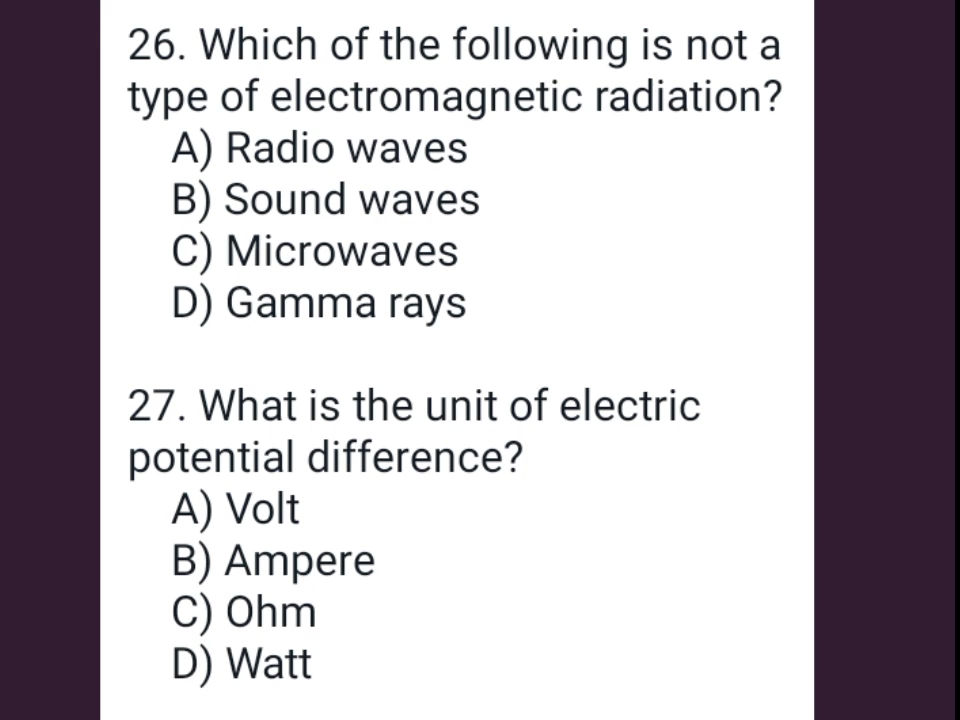 26. Which of the following is not a
type of electromagnetic radiation?
A) Radio waves
B) Sound waves
C) Microwaves
D) Gamma rays
27. What is the unit of electric
potential difference?
A) Volt
B) Ampere
C) Ohm
D) Watt